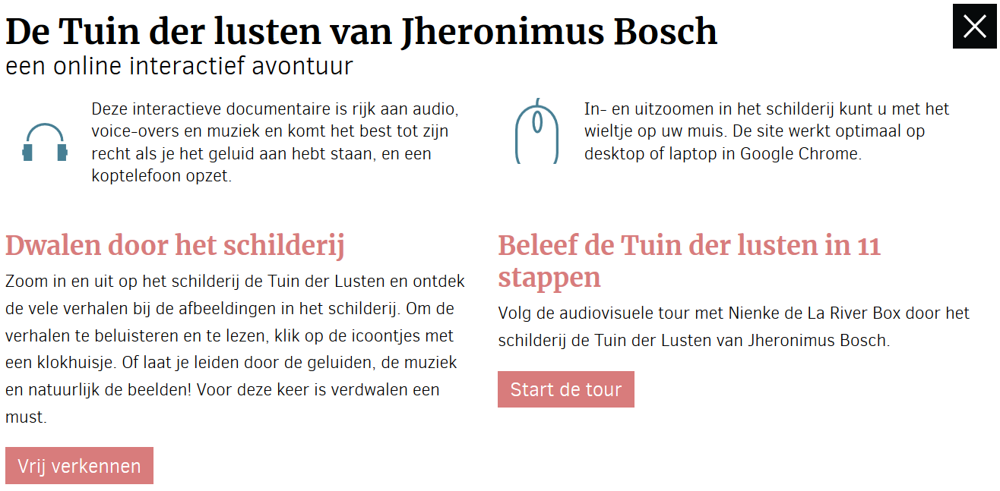 De Tuin der lusten van Jheronimus Bosch
een online interactief avontuur
Deze interactieve documentaire is rijk aan audio,
voice-overs en muziek en komt het best tot zijn
recht als je het geluid aan hebt staan, en een
koptelefoon opzet.
In- en uitzoomen in het schilderij kunt u met het
wieltje op uw muis. De site werkt optimaal op
desktop of laptop in Google Chrome.
Dwalen door het schilderij
Zoom in en uit op het schilderij de Tuin der Lusten en ontdek
de vele verhalen bij de afbeeldingen in het schilderij. Om de
verhalen te beluisteren en te lezen, klik op de icoontjes met
een klokhuisje. Of laat je leiden door de geluiden, de muziek
en natuurlijk de beelden! Voor deze keer is verdwalen een
must.
Vrij verkennen
Beleef de Tuin der lusten in 11
stappen
Volg de audiovisuele tour met Nienke de La River Box door het
schilderij de Tuin der Lusten van Jheronimus Bosch.
Start de tour